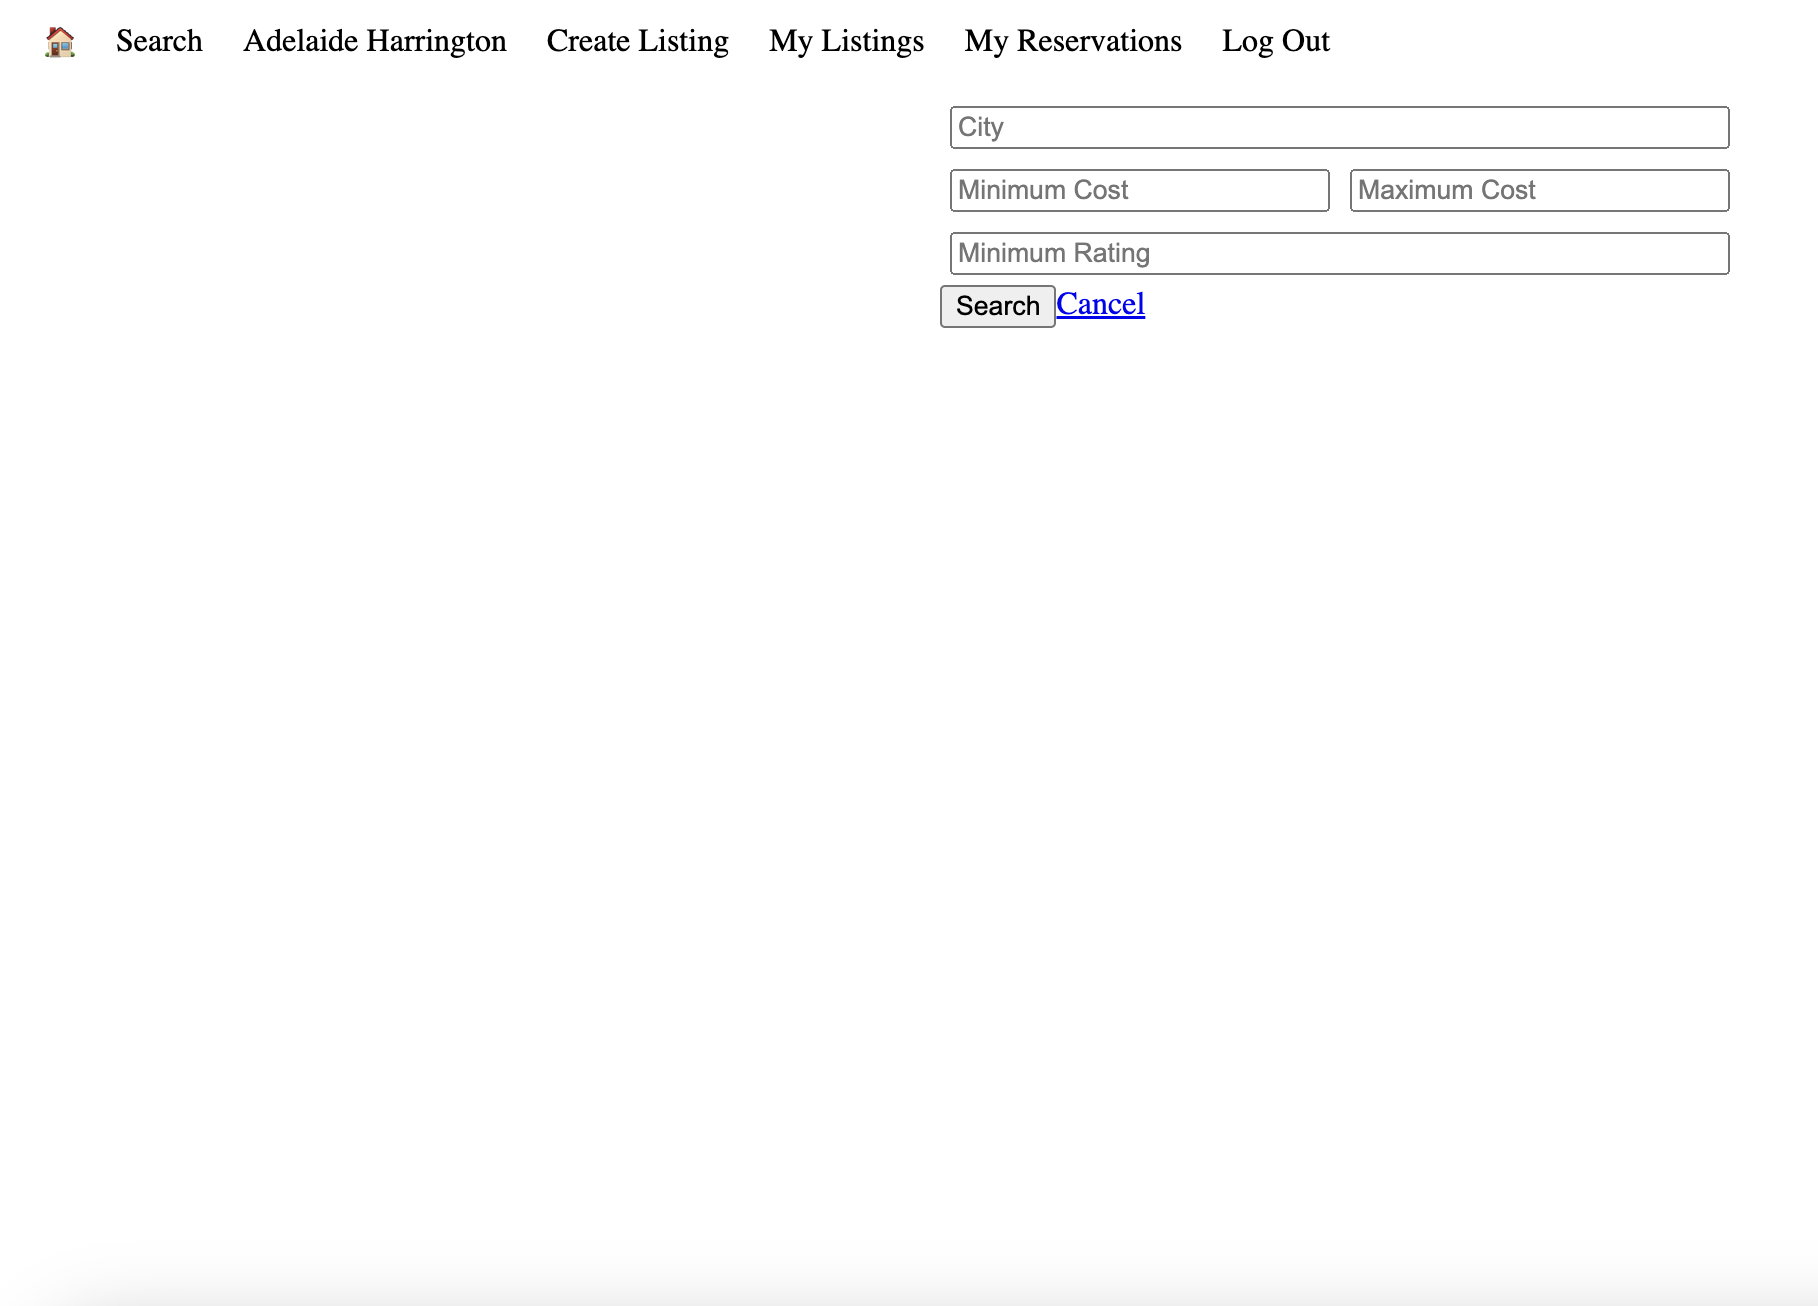 Search Adelaide Harrington Create Listing My Listings My Reservations Log Out
City
Minimum Cost Maximum Cost
Minimum Rating
Search Cancel